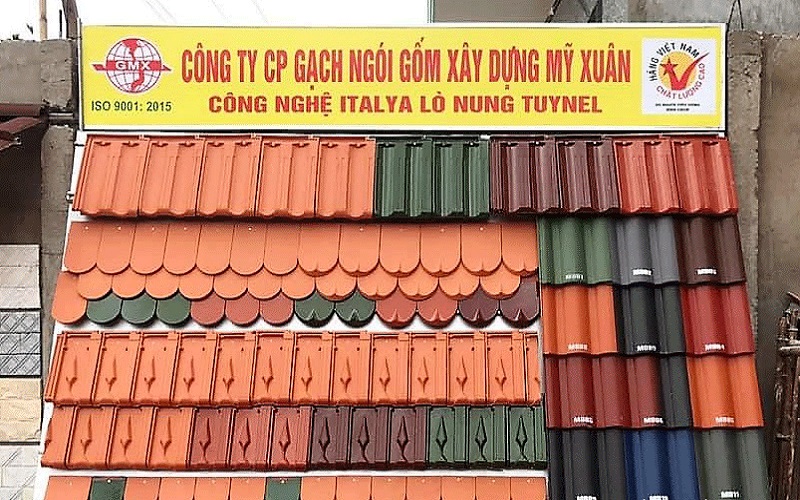 GMX
ISO 9001: 2015
CÔNG TY CP GẠCH NGÓI GỐM XÂY DỰNG MỸ XUÂN
CÔNG NGHỆ ITALYA LÒ NUNG TUYNEL
HÀNG VIỆT NAM
CHẤT LƯỢNG CAO